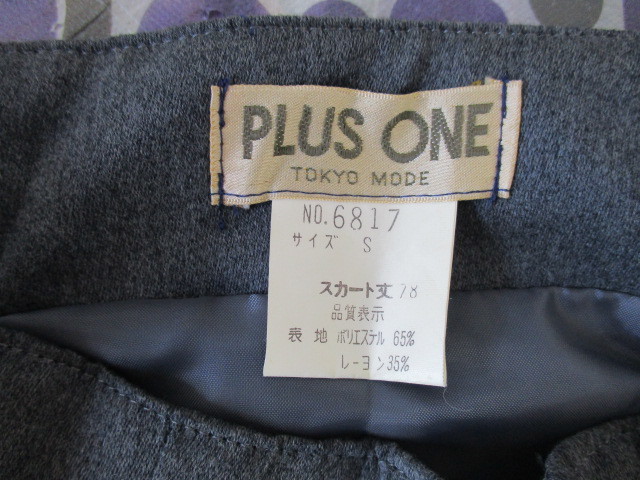 PLUS ONE
TOKYO MODE
NO.6817
サイズ S
スカート丈 78
品質表示
表 地 ポリエステル 65%
レーヨン 35%